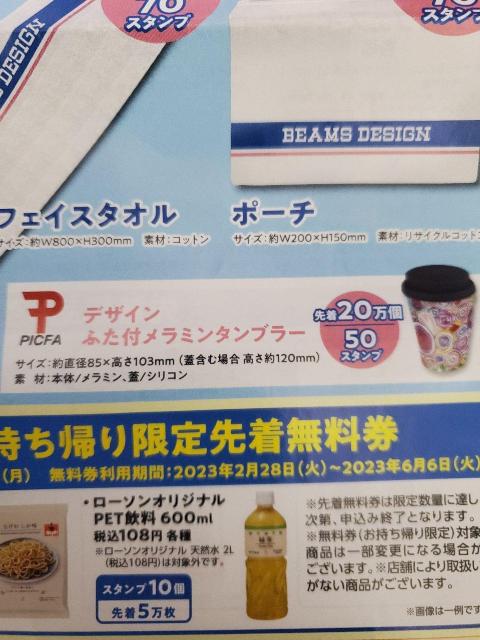 スタンプ
スタンプ
S DESIGN
BEAMS DESIGN
フェイスタオル
サイズ:約W800×H300mm 素材:コットン
ポーチ
サイズ:約W200×H150mm 素材:リサイクルコット
PICFA
デザイン
ふた付メラミンタンブラー
先着20万個
50
スタンプ
サイズ:約直径85×高さ103mm(蓋含む場合 高さ約120mm)
素 材:本体/メラミン、蓋/シリコン
持ち帰り限定先着無料券
(月) 無料券利用期間:2023年2月28日(火)~2023年6月6日(火)
・ローソンオリジナル
PET飲料 600ml
税込108円 各種
※ローソンオリジナル 天然水 2L
(税込108円)は対象外です。
スタンプ10個
先着5万枚
緑茶
※先着無料券は限定数量に達し
次第、申込み終了となります。
※無料券(お持ち帰り限定)対象
商品は一部変更になる場合が
ございます。※店舗により取扱い
がない商品がございます。
※画像は一例です